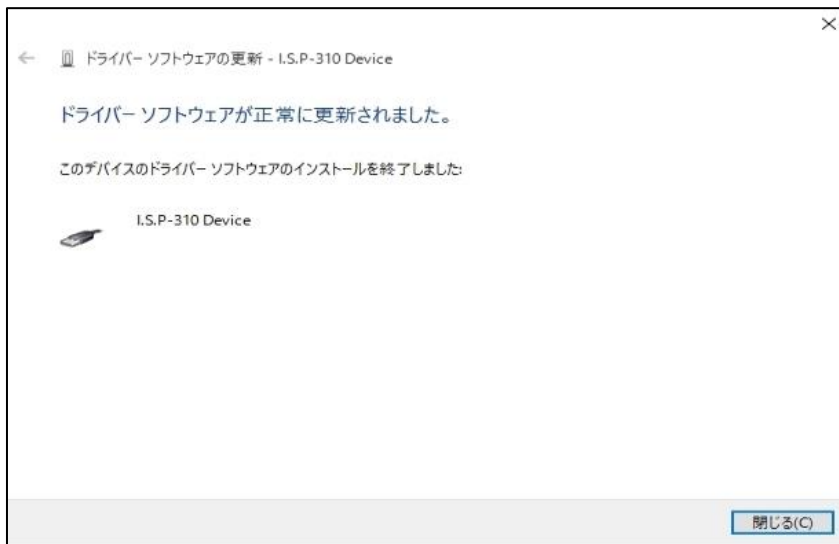 ドライバー ソフトウェアの更新 - I.S.P-310 Device
ドライバー ソフトウェアが正常に更新されました。
このデバイスのドライバー ソフトウェアのインストールを終了しました:
I.S.P-310 Device
閉じる(C)